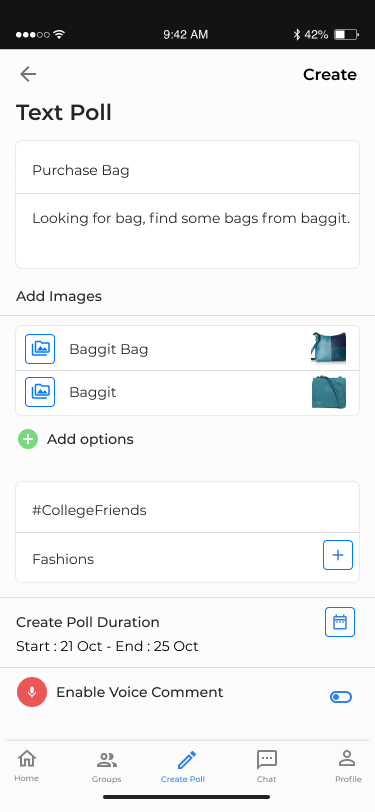 9:42 AM
42%
Create
Text Poll
Purchase Bag
Looking for bag, find some bags from baggit.
Add Images
Baggit Bag
Baggit
Add options
#CollegeFriends
Fashions
Create Poll Duration
Start : 21 Oct - End : 25 Oct
Enable Voice Comment
Home
Groups
Create Poll
Chat
Profile